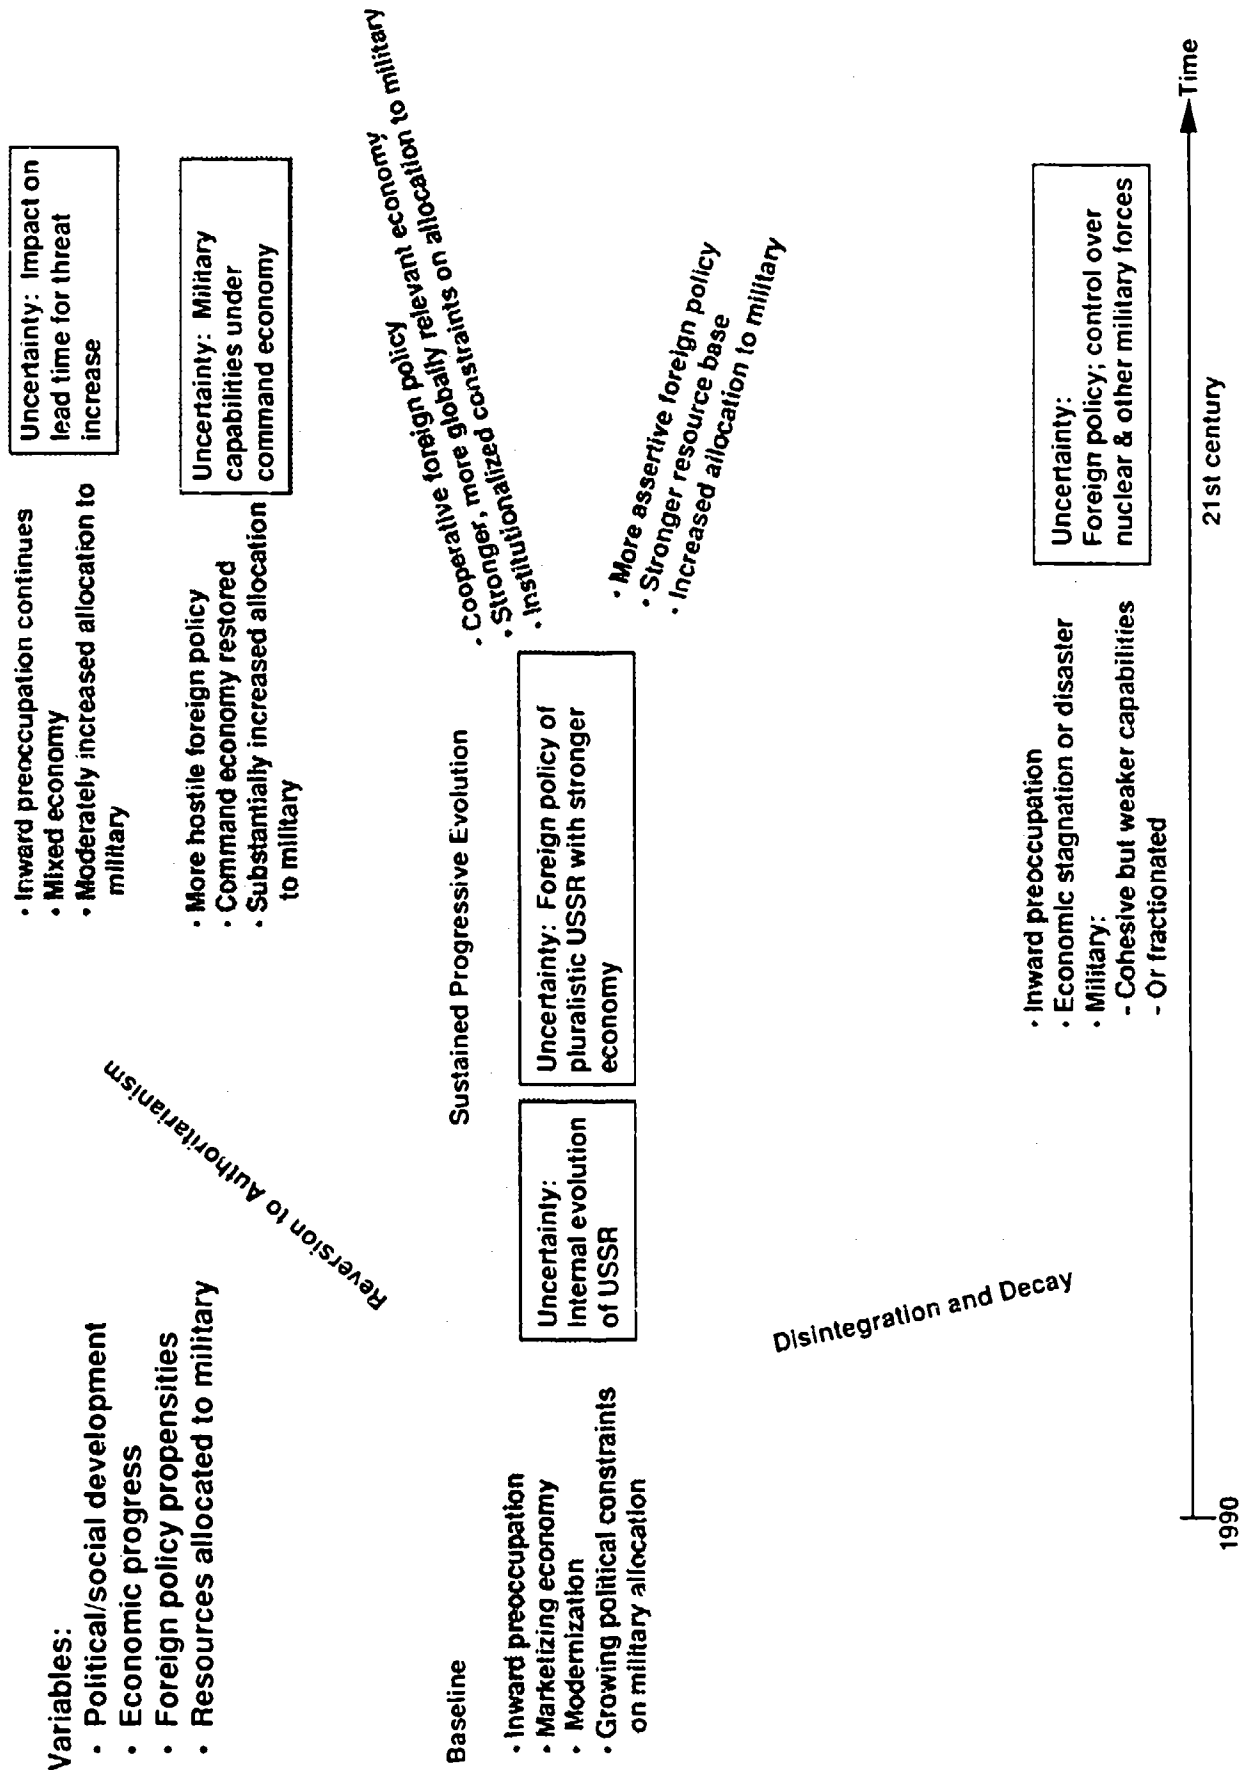 Variables:
• Political/social development
• Economic progress
• Foreign policy propensities
• Resources allocated to military
Reversion to Authoritarianism
• Inward preoccupation continues
• Mixed economy
• Moderately increased allocation to
military
Uncertainty: Impact on
lead time for threat
increase
• More hostile foreign policy
• Command economy restored
• Substantially increased allocation
to military
Uncertainty: Military
capabilities under
command economy
Baseline
• Inward preoccupation
• Marketizing economy
• Modernization
• Growing political constraints
on military allocation
Uncertainty:
Internal evolution
of USSR
Sustained Progressive Evolution
Uncertainty: Foreign policy of
pluralistic USSR with stronger
economy
• Cooperative foreign policy
• Stronger, more globally relevant economy
• Institutionalized constraints on allocation to military
• More assertive foreign policy
• Stronger resource base
• Increased allocation to military
Disintegration and Decay
• Inward preoccupation
• Economic stagnation or disaster
• Military:
- Cohesive but weaker capabilities
- Or fractionated
Uncertainty:
Foreign policy; control over
nuclear & other military forces
1990
21st century
Time